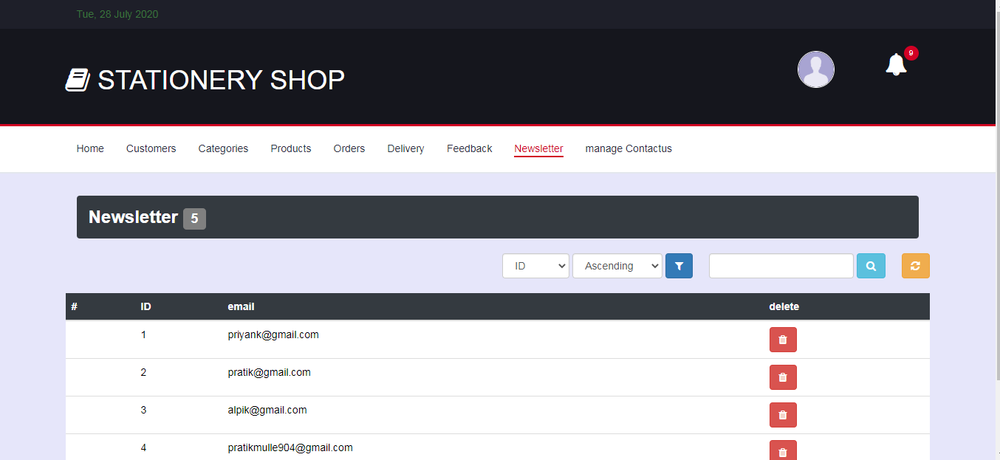 Tue, 28 July 2020
STATIONERY SHOP
9
Home Customers Categories Products Orders Delivery Feedback Newsletter manage Contactus
Newsletter 5
ID Ascending
# ID email delete
1 priyank@gmail.com
2 pratik@gmail.com
3 alpik@gmail.com
4 pratikmulle904@gmail.com